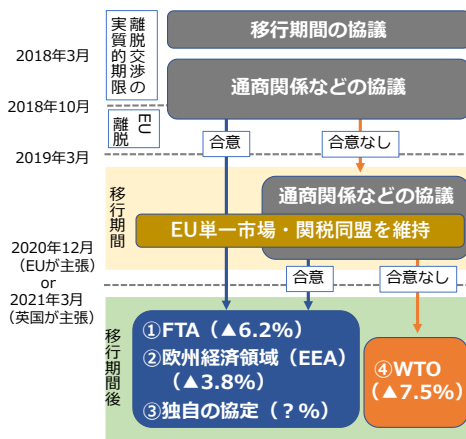 離脱交渉の
実質的期限
移行期間の協議
2018年3月
通商関係などの協議
2018年10月
EU
離脱
合意
合意なし
2019年3月
移行期間
通商関係などの協議
EU単一市場・関税同盟を維持
2020年12月
(EUが主張)
or
2021年3月
(英国が主張)
合意
合意なし
移行期間後
①FTA(▲6.2%)
②欧州経済領域(EEA)
(▲3.8%)
③独自の協定(?%)
④WTO
(▲7.5%)